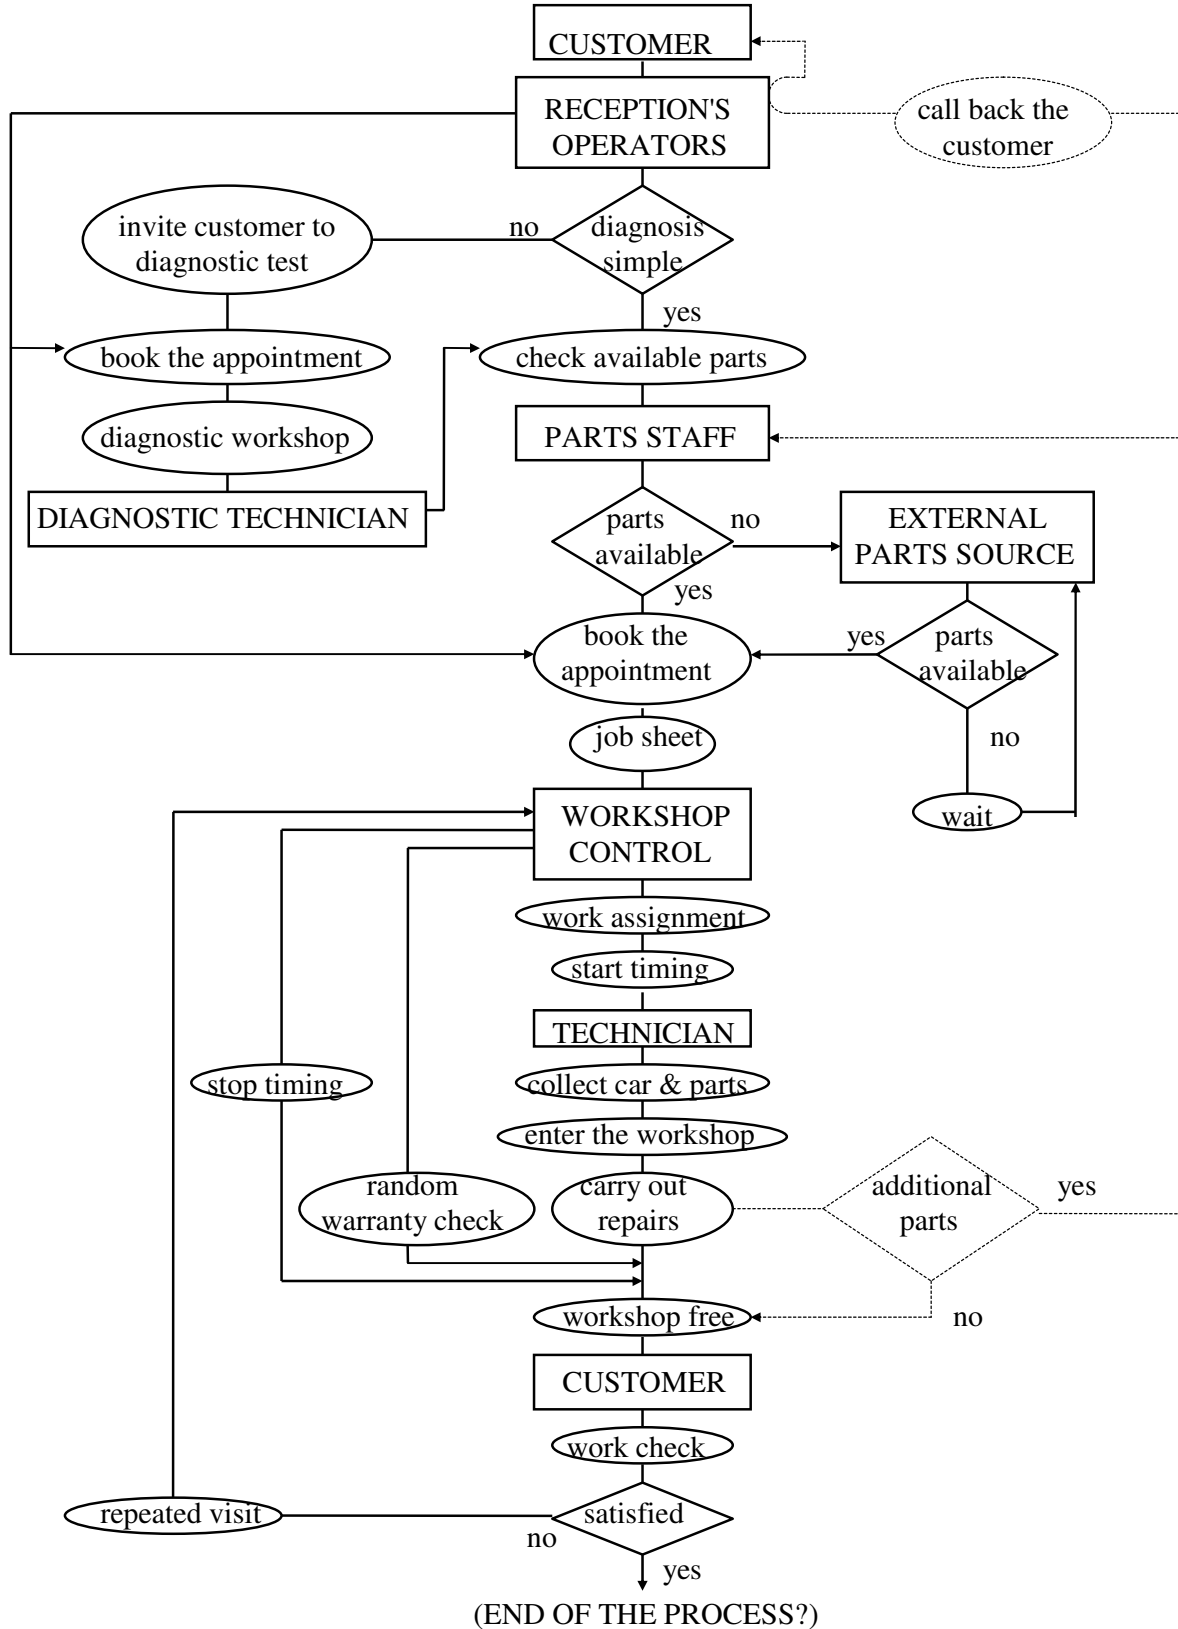 CUSTOMER
RECEPTION'S
OPERATORS
call back the
customer
invite customer to
diagnostic test
no
diagnosis
simple
yes
book the appointment
check available parts
diagnostic workshop
PARTS STAFF
DIAGNOSTIC TECHNICIAN
parts
available
no
EXTERNAL
PARTS SOURCE
yes
book the
appointment
yes
parts
available
job sheet
no
WORKSHOP
CONTROL
wait
work assignment
start timing
TECHNICIAN
stop timing
collect car & parts
enter the workshop
random
warranty check
carry out
repairs
additional
parts
yes
workshop free
no
CUSTOMER
work check
repeated visit
satisfied
no
yes
(END OF THE PROCESS?)